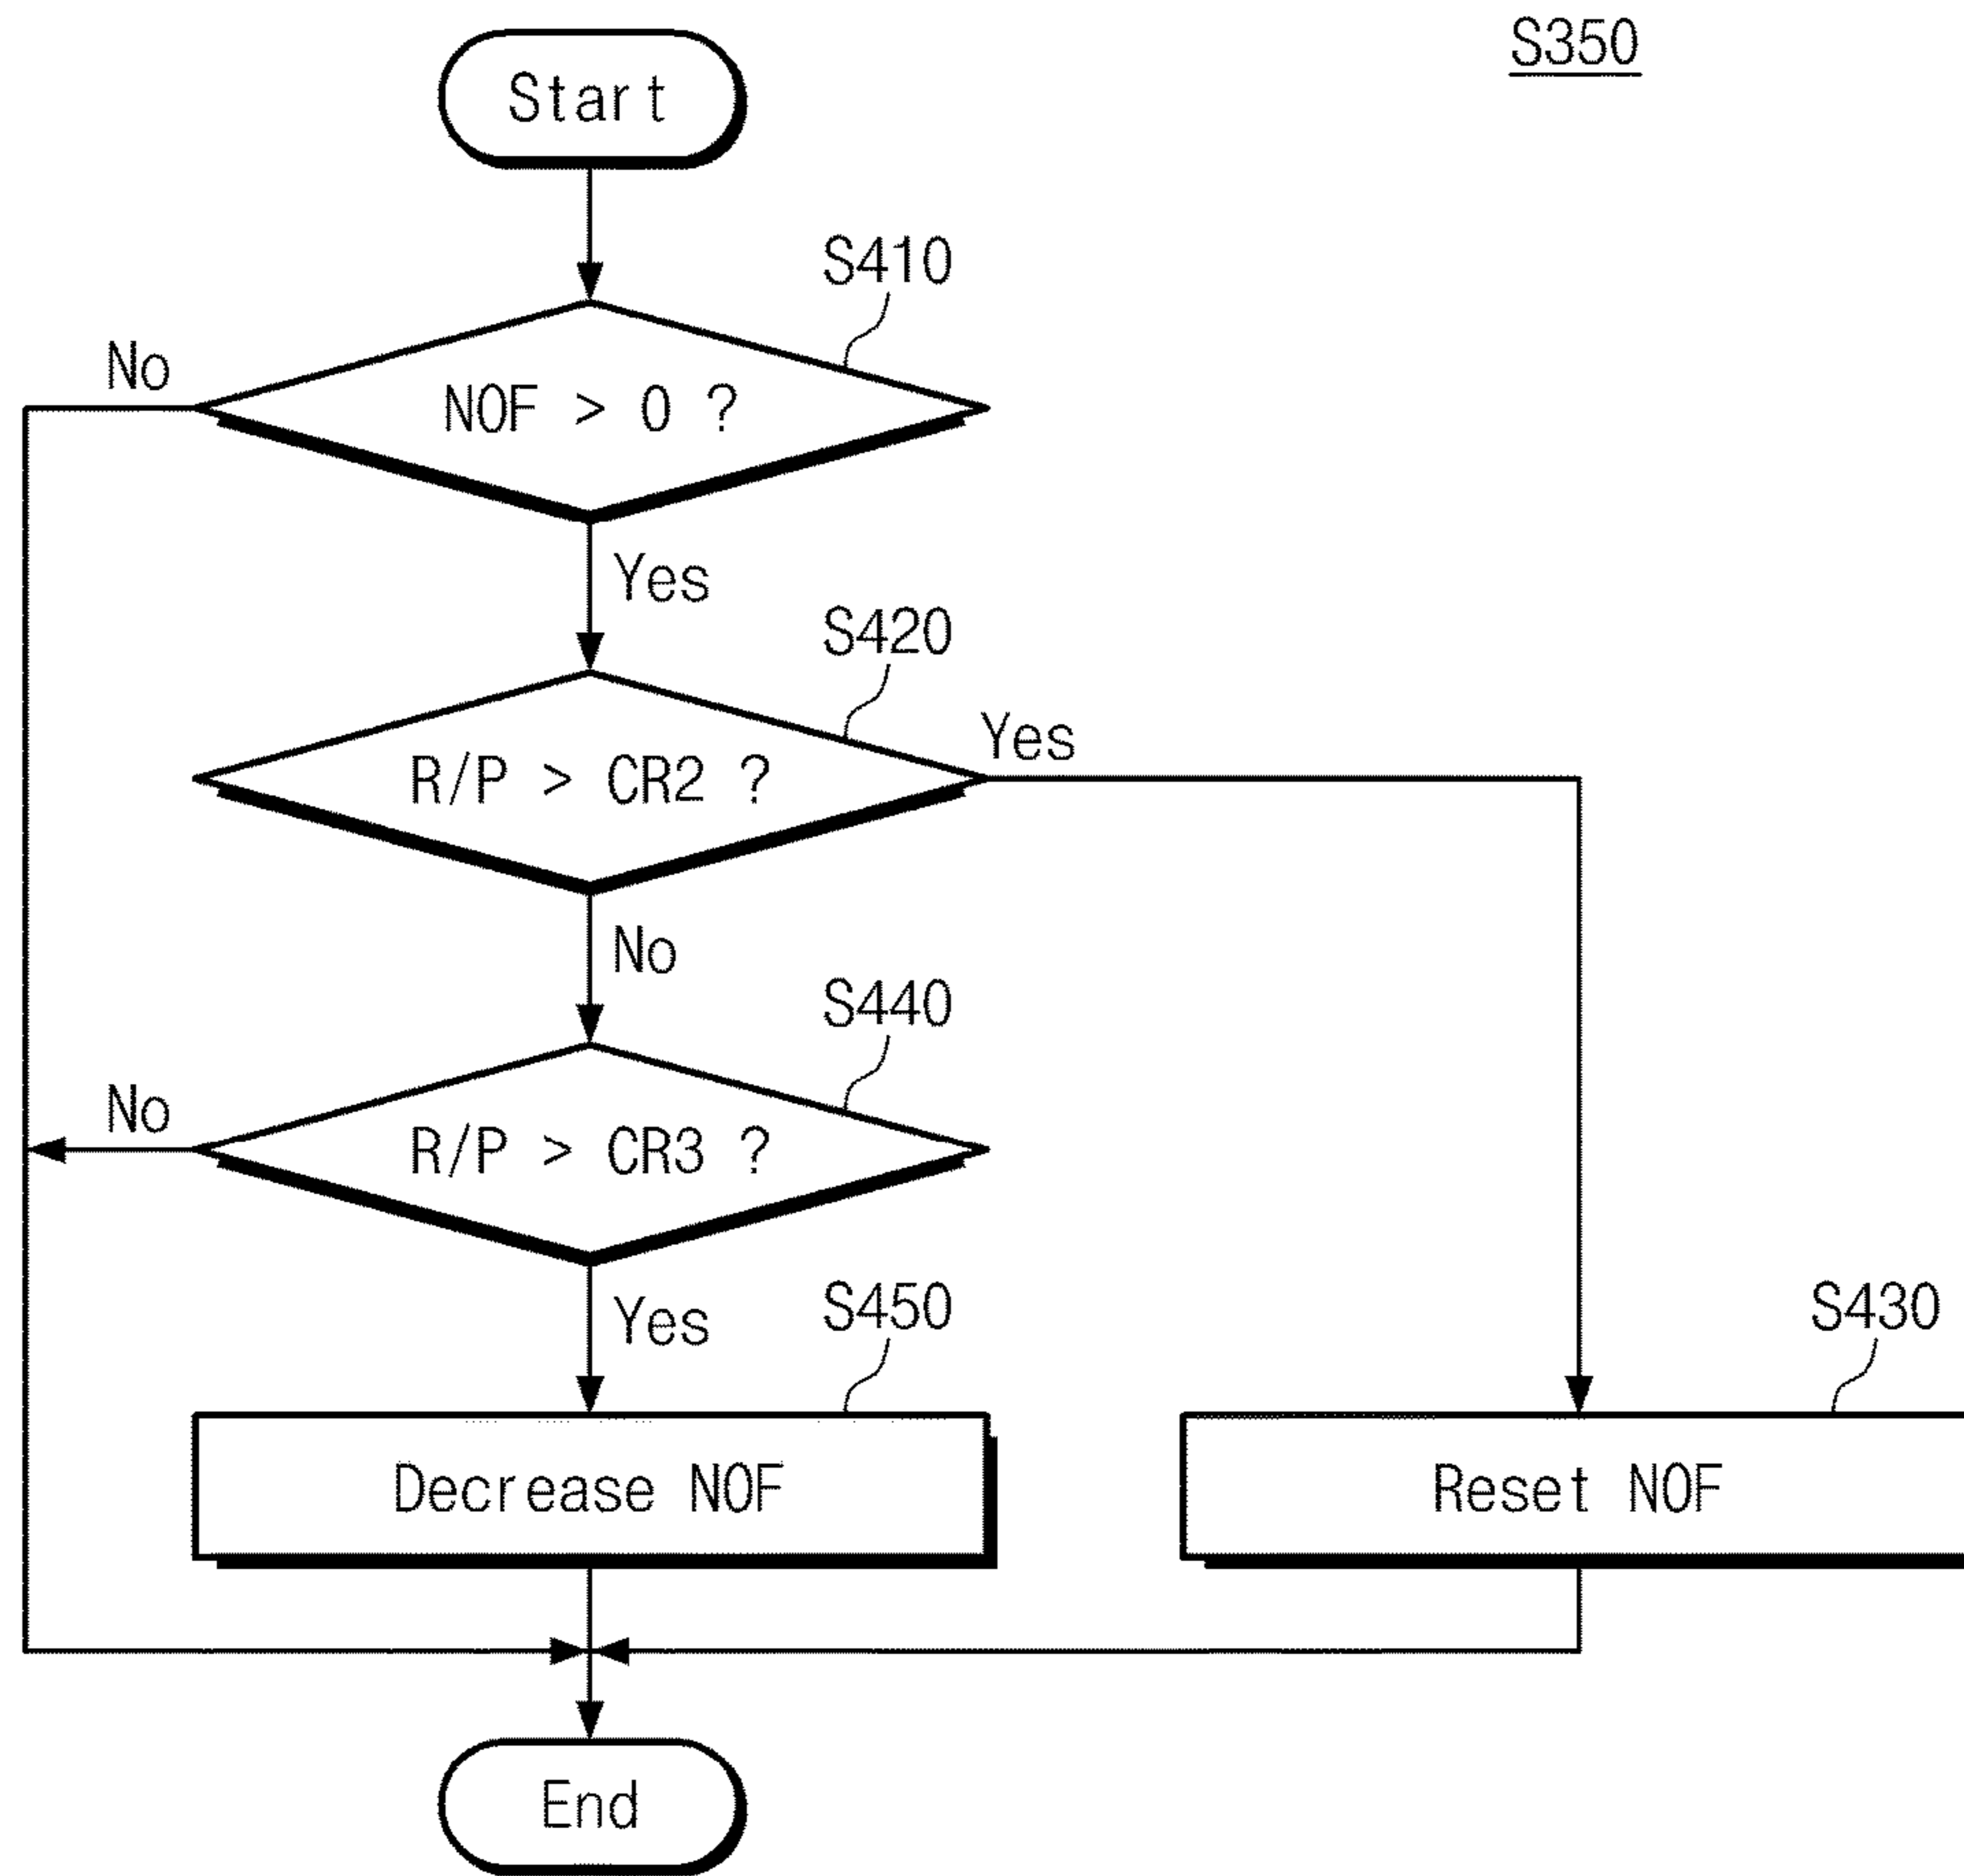 S350
Start
S410
No
NOF > 0 ?
Yes
S420
Yes
R/P > CR2 ?
No
S440
No
R/P > CR3 ?
Yes
S450
S430
Decrease NOF
Reset NOF
End